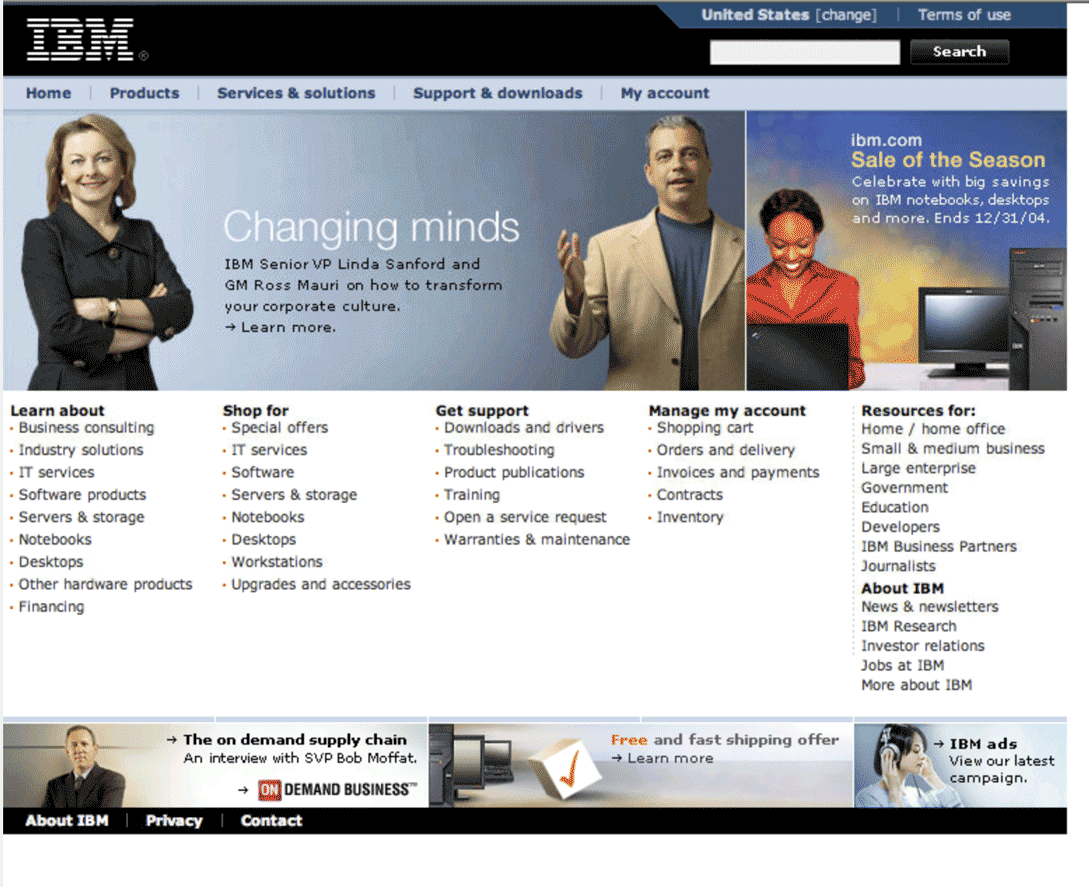 United States [change] | Terms of use
IBM®
Search
Home | Products | Services & solutions | Support & downloads | My account
Changing minds
IBM Senior VP Linda Sanford and
GM Ross Mauri on how to transform
your corporate culture.
→ Learn more.
ibm.com
Sale of the Season
Celebrate with big savings
on IBM notebooks, desktops
and more. Ends 12/31/04.
IBM
Learn about
· Business consulting
· Industry solutions
· IT services
· Software products
· Servers & storage
· Notebooks
· Desktops
· Other hardware products
· Financing
Shop for
· Special offers
· IT services
· Software
· Servers & storage
· Notebooks
· Desktops
· Workstations
· Upgrades and accessories
Get support
· Downloads and drivers
· Troubleshooting
· Product publications
· Training
· Open a service request
· Warranties & maintenance
Manage my account
· Shopping cart
· Orders and delivery
· Invoices and payments
· Contracts
· Inventory
Resources for:
Home / home office
Small & medium business
Large enterprise
Government
Education
Developers
IBM Business Partners
Journalists
About IBM
News & newsletters
IBM Research
Investor relations
Jobs at IBM
More about IBM
→ The on demand supply chain
An interview with SVP Bob Moffat.
→ ON DEMAND BUSINESS™
Free and fast shipping offer
→ Learn more
→ IBM ads
View our latest
campaign.
About IBM | Privacy | Contact